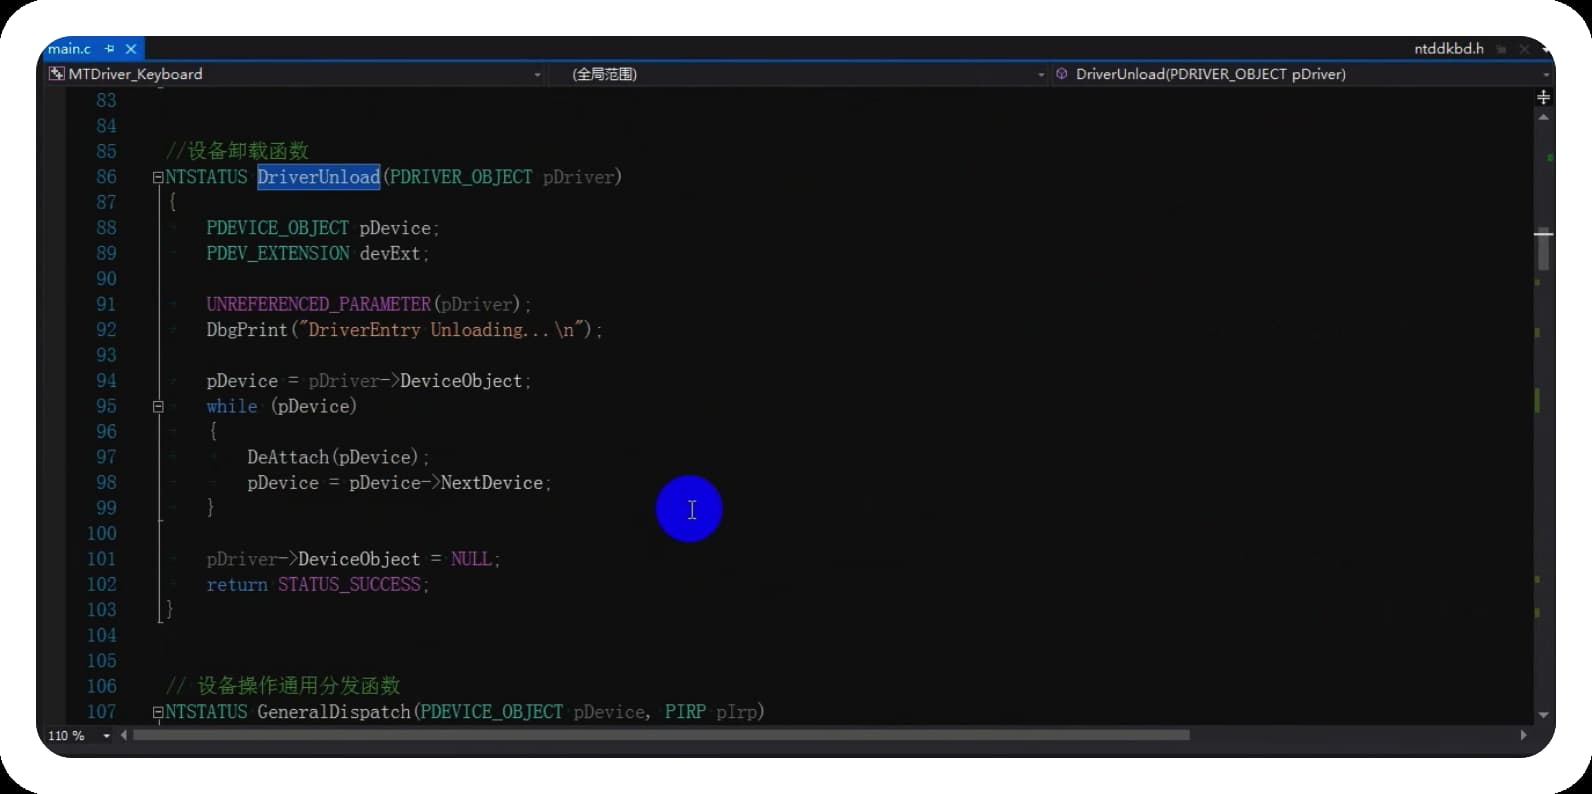 main.c
ntddkbd.h
MTDriver_Keyboard
(全局范围)
DriverUnload(PDRIVER_OBJECT pDriver)
83
84
85 //设备卸载函数
86 NTSTATUS DriverUnload(PDRIVER_OBJECT pDriver)
87 {
88 PDEVICE_OBJECT pDevice;
89 PDEV_EXTENSION devExt;
90
91 UNREFERENCED_PARAMETER(pDriver);
92 DbgPrint("DriverEntry Unloading...\n");
93
94 pDevice = pDriver->DeviceObject;
95 while (pDevice)
96 {
97 DeAttach(pDevice);
98 pDevice = pDevice->NextDevice;
99 }
100
101 pDriver->DeviceObject = NULL;
102 return STATUS_SUCCESS;
103 }
104
105
106 // 设备操作通用分发函数
107 NTSTATUS GeneralDispatch(PDEVICE_OBJECT pDevice, PIRP pIrp)
110 %